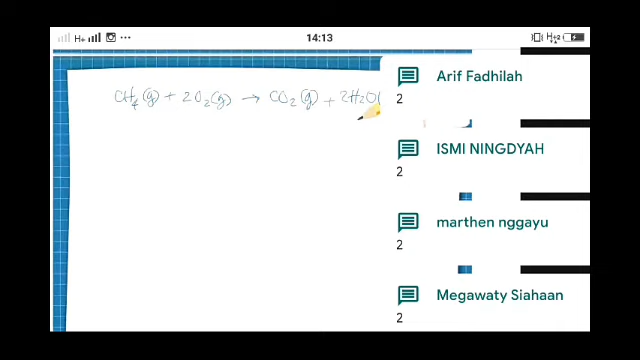 H+ 14:13 H+
CH₄(g) + 2O₂(g) → CO₂(g) + 2H₂O(
Arif Fadhilah
2
ISMI NINGDYAH
2
marthen nggayu
2
Megawaty Siahaan
2